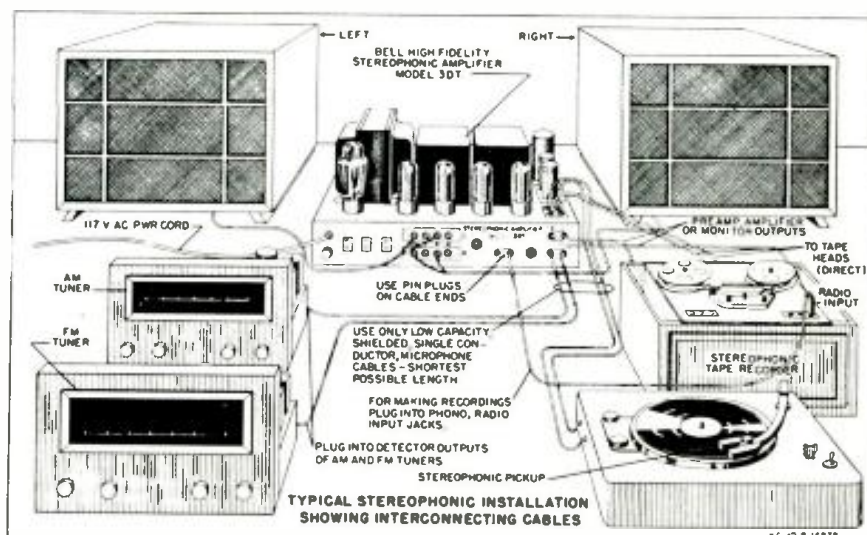 LEFT
RIGHT
BELL HIGH FIDELITY
STEREOPHONIC AMPLIFIER
MODEL 3DT
117 V AC PWR CORD
STEREOPHONIC AMPLIFIER
3DT
PREAMP AMPLIFIER
OR MONITOR OUTPUTS
TO TAPE
HEADS
(DIRECT)
AM
TUNER
USE PIN PLUGS
ON CABLE ENDS
RADIO
INPUT
FM
TUNER
USE ONLY LOW CAPACITY
SHIELDED, SINGLE CON-
DUCTOR, MICROPHONE
CABLES - SHORTEST
POSSIBLE LENGTH
STEREOPHONIC
TAPE RECORDER
FOR MAKING RECORDINGS
PLUG INTO PHONO, RADIO
INPUT JACKS
PLUG INTO DETECTOR OUTPUTS
OF AM AND FM TUNERS
STEREOPHONIC PICKUP
TYPICAL STEREOPHONIC INSTALLATION
SHOWING INTERCONNECTING CABLES